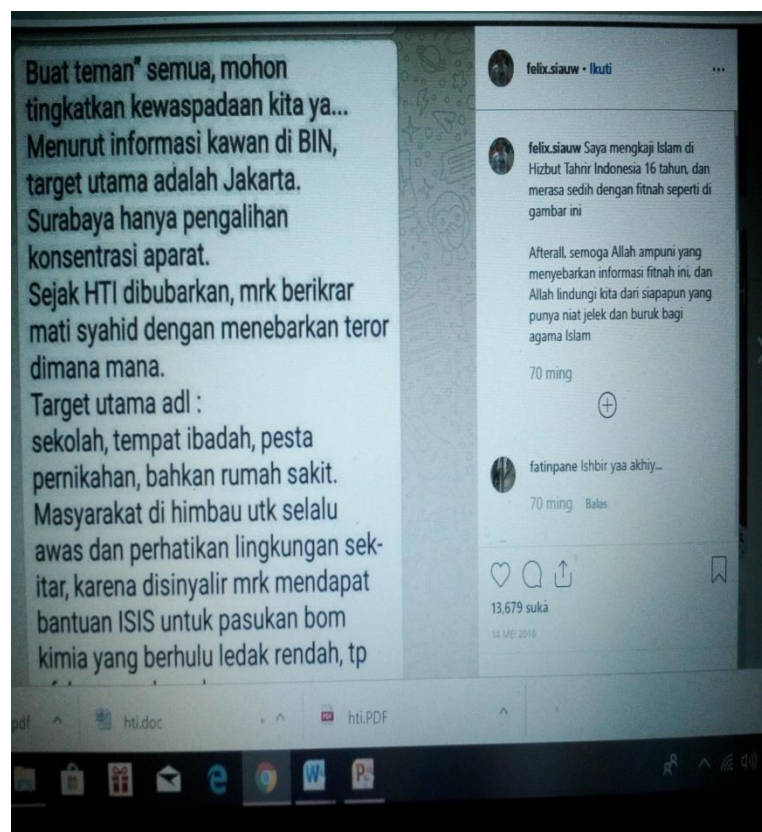 Buat teman" semua, mohon
tingkatkan kewaspadaan kita ya...
Menurut informasi kawan di BIN,
target utama adalah Jakarta.
Surabaya hanya pengalihan
konsentrasi aparat.
Sejak HTI dibubarkan, mrk berikrar
mati syahid dengan menebarkan teror
dimana mana.
Target utama adl :
sekolah, tempat ibadah, pesta
pernikahan, bahkan rumah sakit.
Masyarakat di himbau utk selalu
awas dan perhatikan lingkungan sek-
itar, karena disinyalir mrk mendapat
bantuan ISIS untuk pasukan bom
kimia yang berhulu ledak rendah, tp
felix.siauw • Ikuti
felix.siauw Saya mengkaji Islam di
Hizbut Tahrir Indonesia 16 tahun, dan
merasa sedih dengan fitnah seperti di
gambar ini
Afterall, semoga Allah ampuni yang
menyebarkan informasi fitnah ini, dan
Allah lindungi kita dari siapapun yang
punya niat jelek dan buruk bagi
agama Islam
70 ming
fatinpane Ishbir yaa akhiy...
70 ming Balas
13,679 suka
14 MEI 2018
pdf
hti.doc
hti.PDF